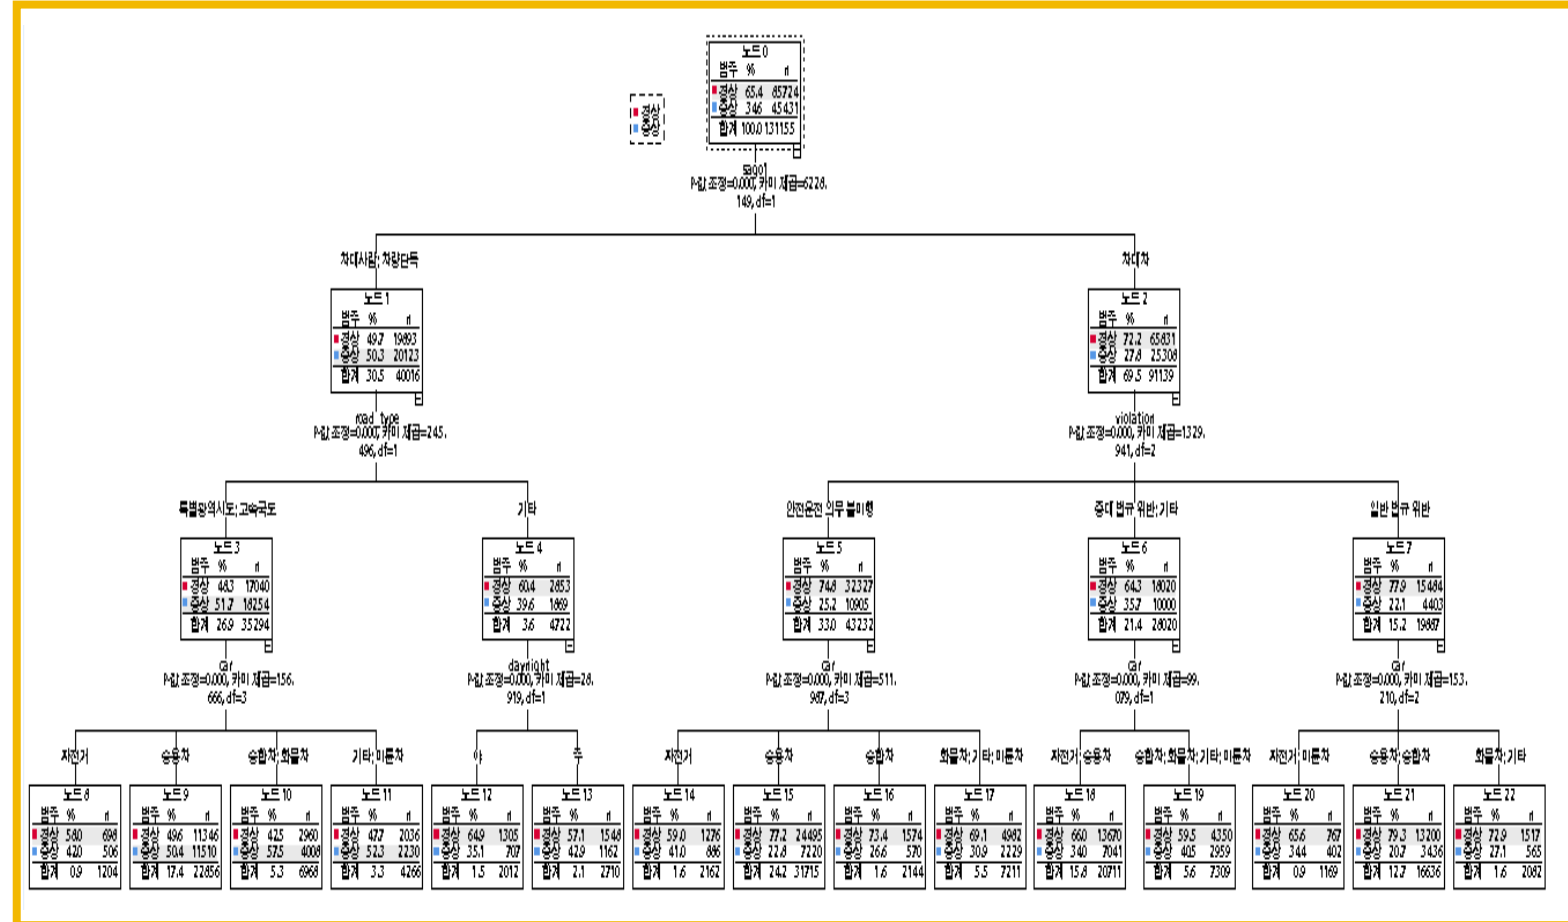 노드 0
범주 % n
경상 65.4 85724
중상 34.6 45431
합계 100.0 131155
경상
중상
sago1
P-값 조정=0.000, 카이 제곱=6228.
149, df=1
차대사람; 차량단독
차대차
노드 1
범주 % n
경상 49.7 19893
중상 50.3 20123
합계 30.5 40016
노드 2
범주 % n
경상 72.2 65831
중상 27.8 25308
합계 69.5 91139
road_type
P-값 조정=0.000, 카이 제곱=245.
496, df=1
violation
P-값 조정=0.000, 카이 제곱=1329.
941, df=2
특별광역시도; 고속국도
기타
안전운전 의무 불이행
중대 법규 위반; 기타
일반 법규 위반
노드 3
범주 % n
경상 48.3 17040
중상 51.7 18254
합계 26.9 35294
노드 4
범주 % n
경상 60.4 2853
중상 39.6 1869
합계 3.6 4722
노드 5
범주 % n
경상 74.8 32327
중상 25.2 10905
합계 33.0 43232
노드 6
범주 % n
경상 64.3 18020
중상 35.7 10000
합계 21.4 28020
노드 7
범주 % n
경상 77.9 15484
중상 22.1 4403
합계 15.2 19887
car
P-값 조정=0.000, 카이 제곱=156.
666, df=3
daynight
P-값 조정=0.000, 카이 제곱=28.
919, df=1
car
P-값 조정=0.000, 카이 제곱=511.
987, df=3
car
P-값 조정=0.000, 카이 제곱=99.
079, df=1
car
P-값 조정=0.000, 카이 제곱=153.
210, df=2
자전거
승용차
승합차; 화물차
기타; 이륜차
야
주
자전거
승용차
승합차
화물차; 기타; 이륜차
자전거; 승용차
승합차; 화물차; 기타; 이륜차
자전거; 이륜차
승용차; 승합차
화물차; 기타
노드 8
범주 % n
경상 58.0 698
중상 42.0 506
합계 0.9 1204
노드 9
범주 % n
경상 49.6 11346
중상 50.4 11510
합계 17.4 22856
노드 10
범주 % n
경상 42.5 2960
중상 57.5 4008
합계 5.3 6968
노드 11
범주 % n
경상 47.7 2036
중상 52.3 2230
합계 3.3 4266
노드 12
범주 % n
경상 64.9 1305
중상 35.1 707
합계 1.5 2012
노드 13
범주 % n
경상 57.1 1548
중상 42.9 1162
합계 2.1 2710
노드 14
범주 % n
경상 59.0 1276
중상 41.0 886
합계 1.6 2162
노드 15
범주 % n
경상 77.2 24495
중상 22.8 7220
합계 24.2 31715
노드 16
범주 % n
경상 73.4 1574
중상 26.6 570
합계 1.6 2144
노드 17
범주 % n
경상 69.1 4982
중상 30.9 2229
합계 5.5 7211
노드 18
범주 % n
경상 66.0 13670
중상 34.0 7041
합계 15.8 20711
노드 19
범주 % n
경상 59.5 4350
중상 40.5 2959
합계 5.6 7309
노드 20
범주 % n
경상 65.6 767
중상 34.4 402
합계 0.9 1169
노드 21
범주 % n
경상 79.3 13200
중상 20.7 3436
합계 12.7 16636
노드 22
범주 % n
경상 72.9 1517
중상 27.1 565
합계 1.6 2082